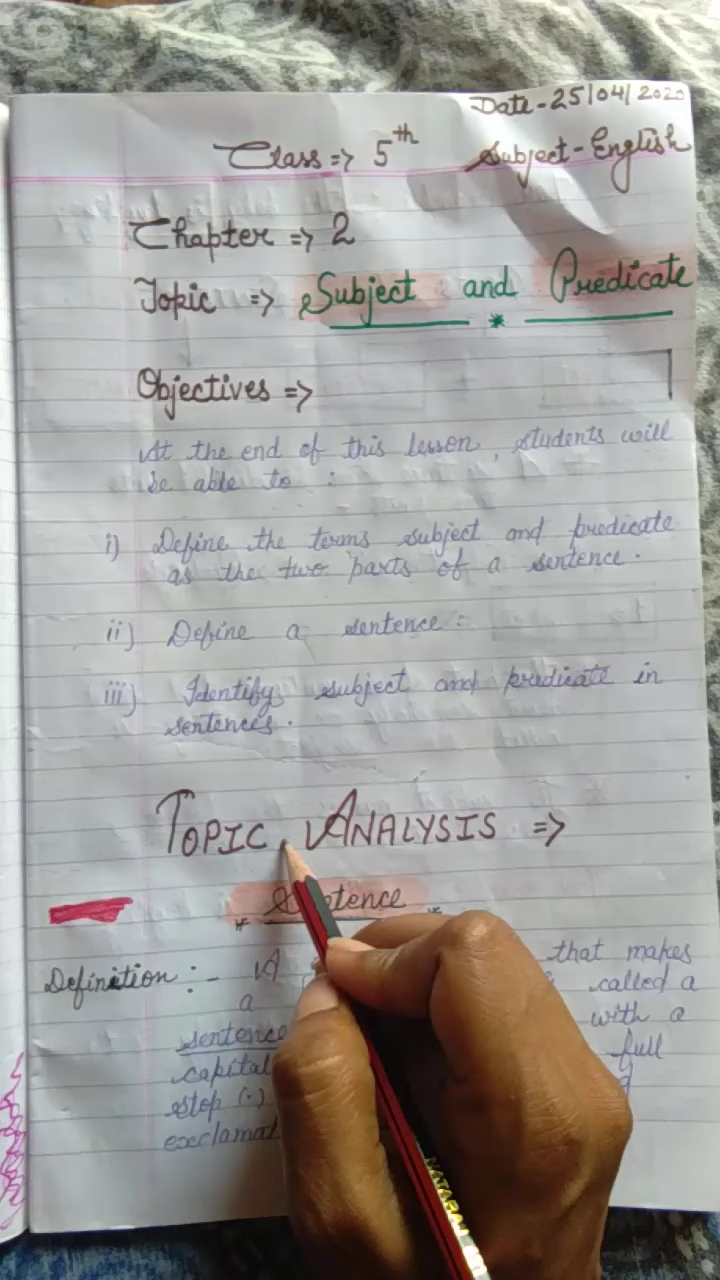 Date - 25/04/2020
Class => 5th Subject - English
Chapter => 2
Topic => Subject and Predicate
Objectives =>
At the end of this lesson, students will
be able to :
i) Define the terms subject and predicate
as the two parts of a sentence.
ii) Define a sentence.
iii) Identify subject and predicate in
sentences.
TOPIC ANALYSIS =>
Sentence
Definition :- A that makes
a called a
sentence with a
capital full
stop (.)
NATARAJ